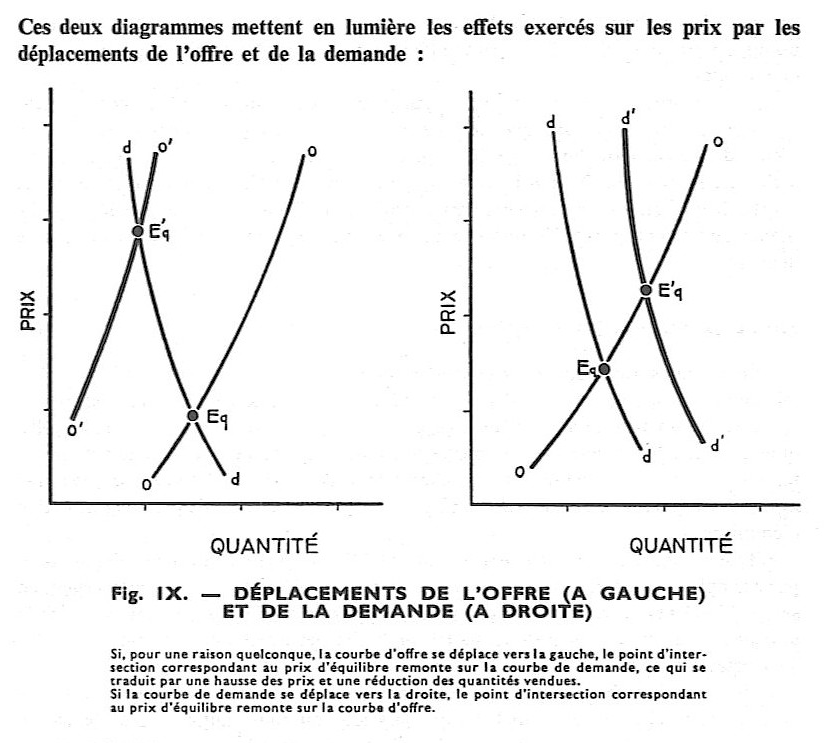 Ces deux diagrammes mettent en lumière les effets exercés sur les prix par les
déplacements de l'offre et de la demande :
d o' o
E'q
PRIX
o'
Eq
o d
QUANTITÉ
d d' o
E'q
PRIX
Eq
o d d'
QUANTITÉ
Fig. IX. — DÉPLACEMENTS DE L'OFFRE (A GAUCHE)
ET DE LA DEMANDE (A DROITE)
Si, pour une raison quelconque, la courbe d'offre se déplace vers la gauche, le point d'inter-
section correspondant au prix d'équilibre remonte sur la courbe de demande, ce qui se
traduit par une hausse des prix et une réduction des quantités vendues.
Si la courbe de demande se déplace vers la droite, le point d'intersection correspondant
au prix d'équilibre remonte sur la courbe d'offre.